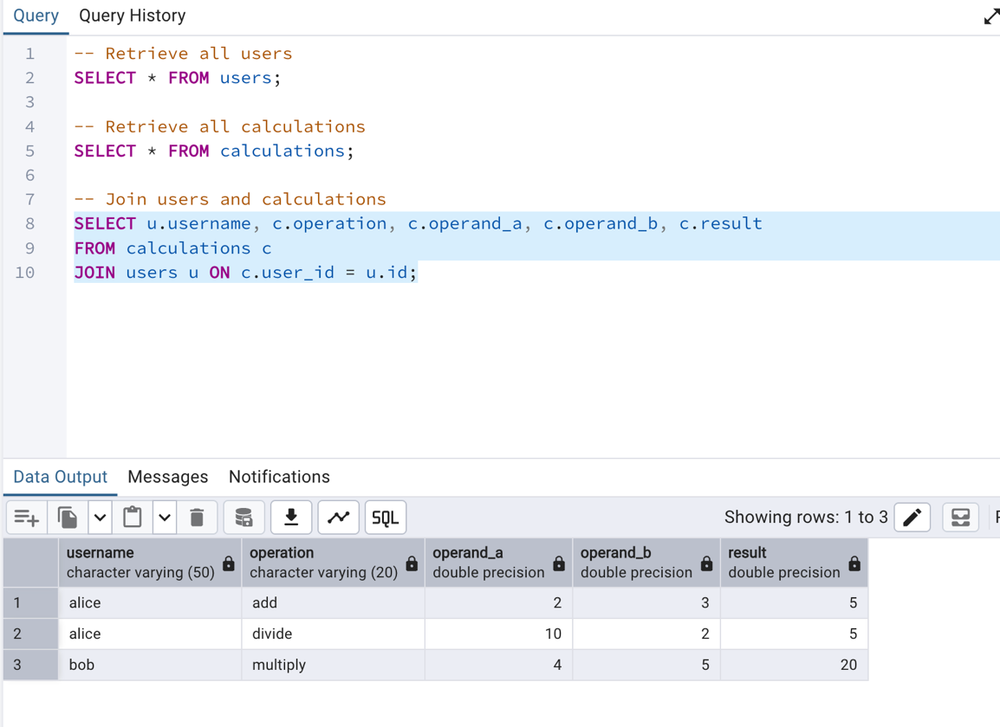 Query Query History
1 -- Retrieve all users
2 SELECT * FROM users;
3
4 -- Retrieve all calculations
5 SELECT * FROM calculations;
6
7 -- Join users and calculations
8 SELECT u.username, c.operation, c.operand_a, c.operand_b, c.result
9 FROM calculations c
10 JOIN users u ON c.user_id = u.id;
Data Output Messages Notifications
SQL Showing rows: 1 to 3
username operation operand_a operand_b result
character varying (50) character varying (20) double precision double precision double precision
1 alice add 2 3 5
2 alice divide 10 2 5
3 bob multiply 4 5 20